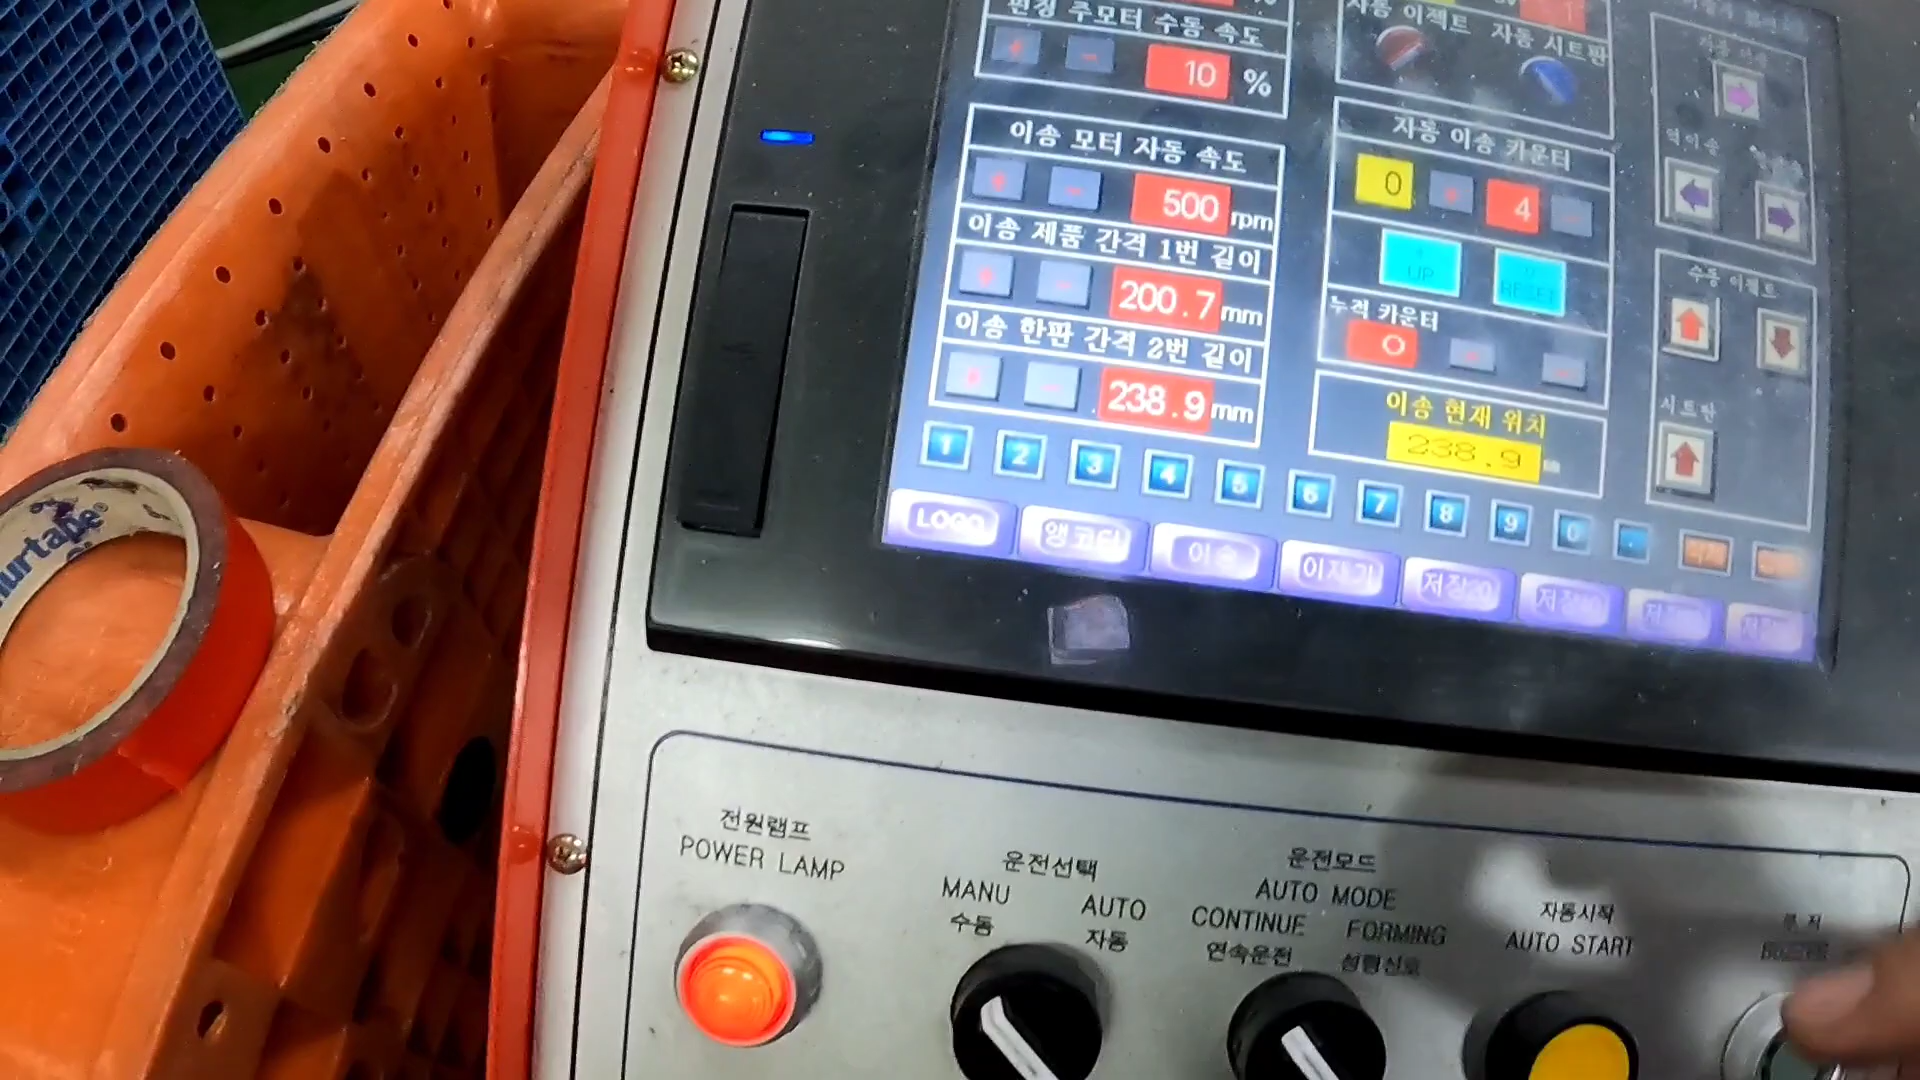 펀칭 주모터 수동 속도
10 %
이송 모터 자동 속도
500 rpm
이송 제품 간격 1번 길이
200.7 mm
이송 한판 간격 2번 길이
238.9 mm
자동 이젝트 자동 시트판
자동 이송 카운터
0 4
UP RESET
누적 카운터
0
이송 현재 위치
238.9
역이송
수동 이젝트
시트판
1 2 3 4 5 6 7 8 9 0 .
LOGO 앵코더 이송
전원램프
POWER LAMP
운전선택
MANU AUTO
수동 자동
운전모드
AUTO MODE
CONTINUE FORMING
연속운전 성형신호
자동시작
AUTO START